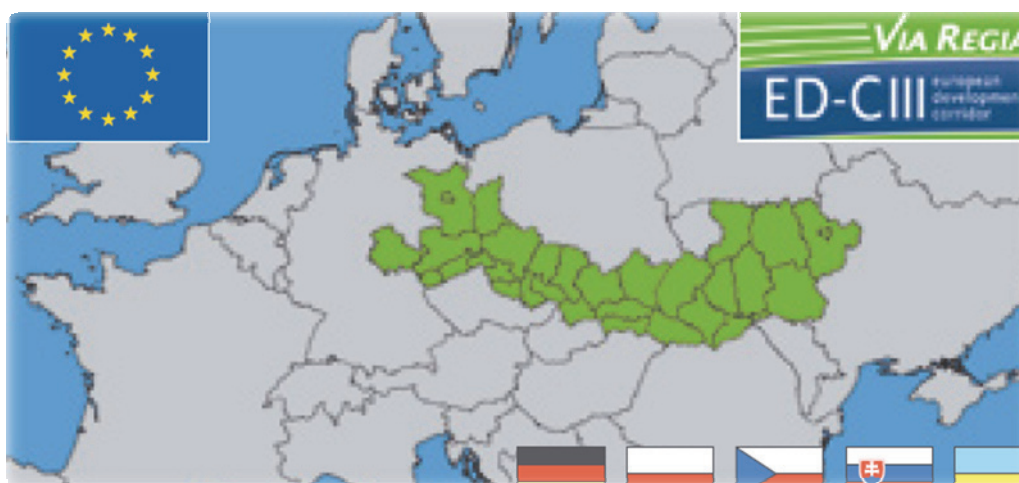 VIA REGIA
ED-CIII
european
development
corridor